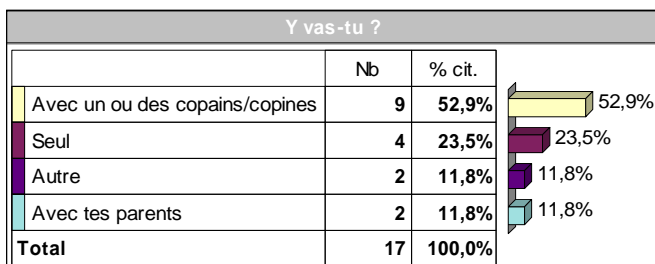 Y vas-tu ?
Nb % cit.
Avec un ou des copains/copines 9 52,9% 52,9%
Seul 4 23,5% 23,5%
Autre 2 11,8% 11,8%
Avec tes parents 2 11,8% 11,8%
Total 17 100,0%